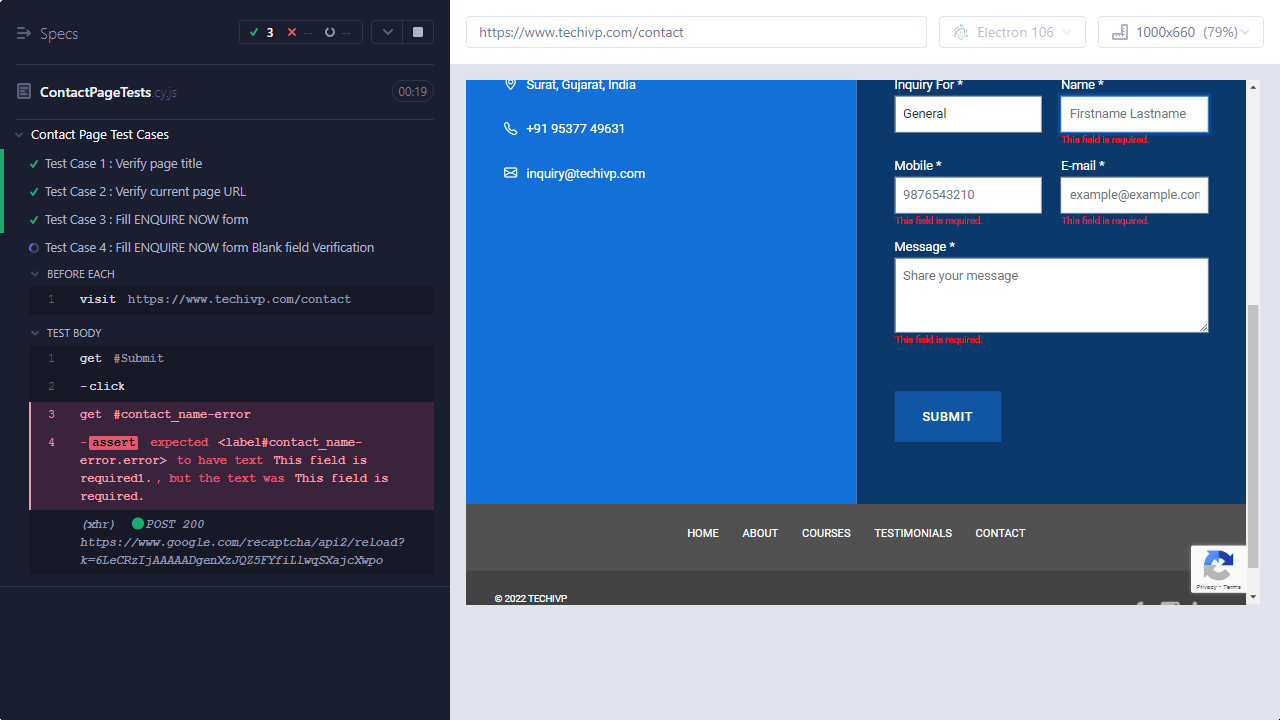 Specs
3 -- --
ContactPageTests cy.js
00:19
Contact Page Test Cases
Test Case 1 : Verify page title
Test Case 2 : Verify current page URL
Test Case 3 : Fill ENQUIRE NOW form
Test Case 4 : Fill ENQUIRE NOW form Blank field Verification
BEFORE EACH
1 visit https://www.techivp.com/contact
TEST BODY
1 get #Submit
2 -click
3 get #contact_name-error
4 -assert expected <label#contact_name-
error.error> to have text This field is
required1. , but the text was This field is
required.
(xhr) POST 200
https://www.google.com/recaptcha/api2/reload?
k=6LeCRzIjAAAAADgenXzJQZ5FYfiLlwqSXajcXwpo
https://www.techivp.com/contact
Electron 106
1000x660 (79%)
Surat, Gujarat, India
+91 95377 49631
inquiry@techivp.com
Inquiry For *
General
Name *
Firstname Lastname
This field is required.
Mobile *
9876543210
This field is required.
E-mail *
example@example.con
This field is required.
Message *
Share your message
This field is required.
SUBMIT
HOME ABOUT COURSES TESTIMONIALS CONTACT
© 2022 TECHIVP
Privacy - Terms